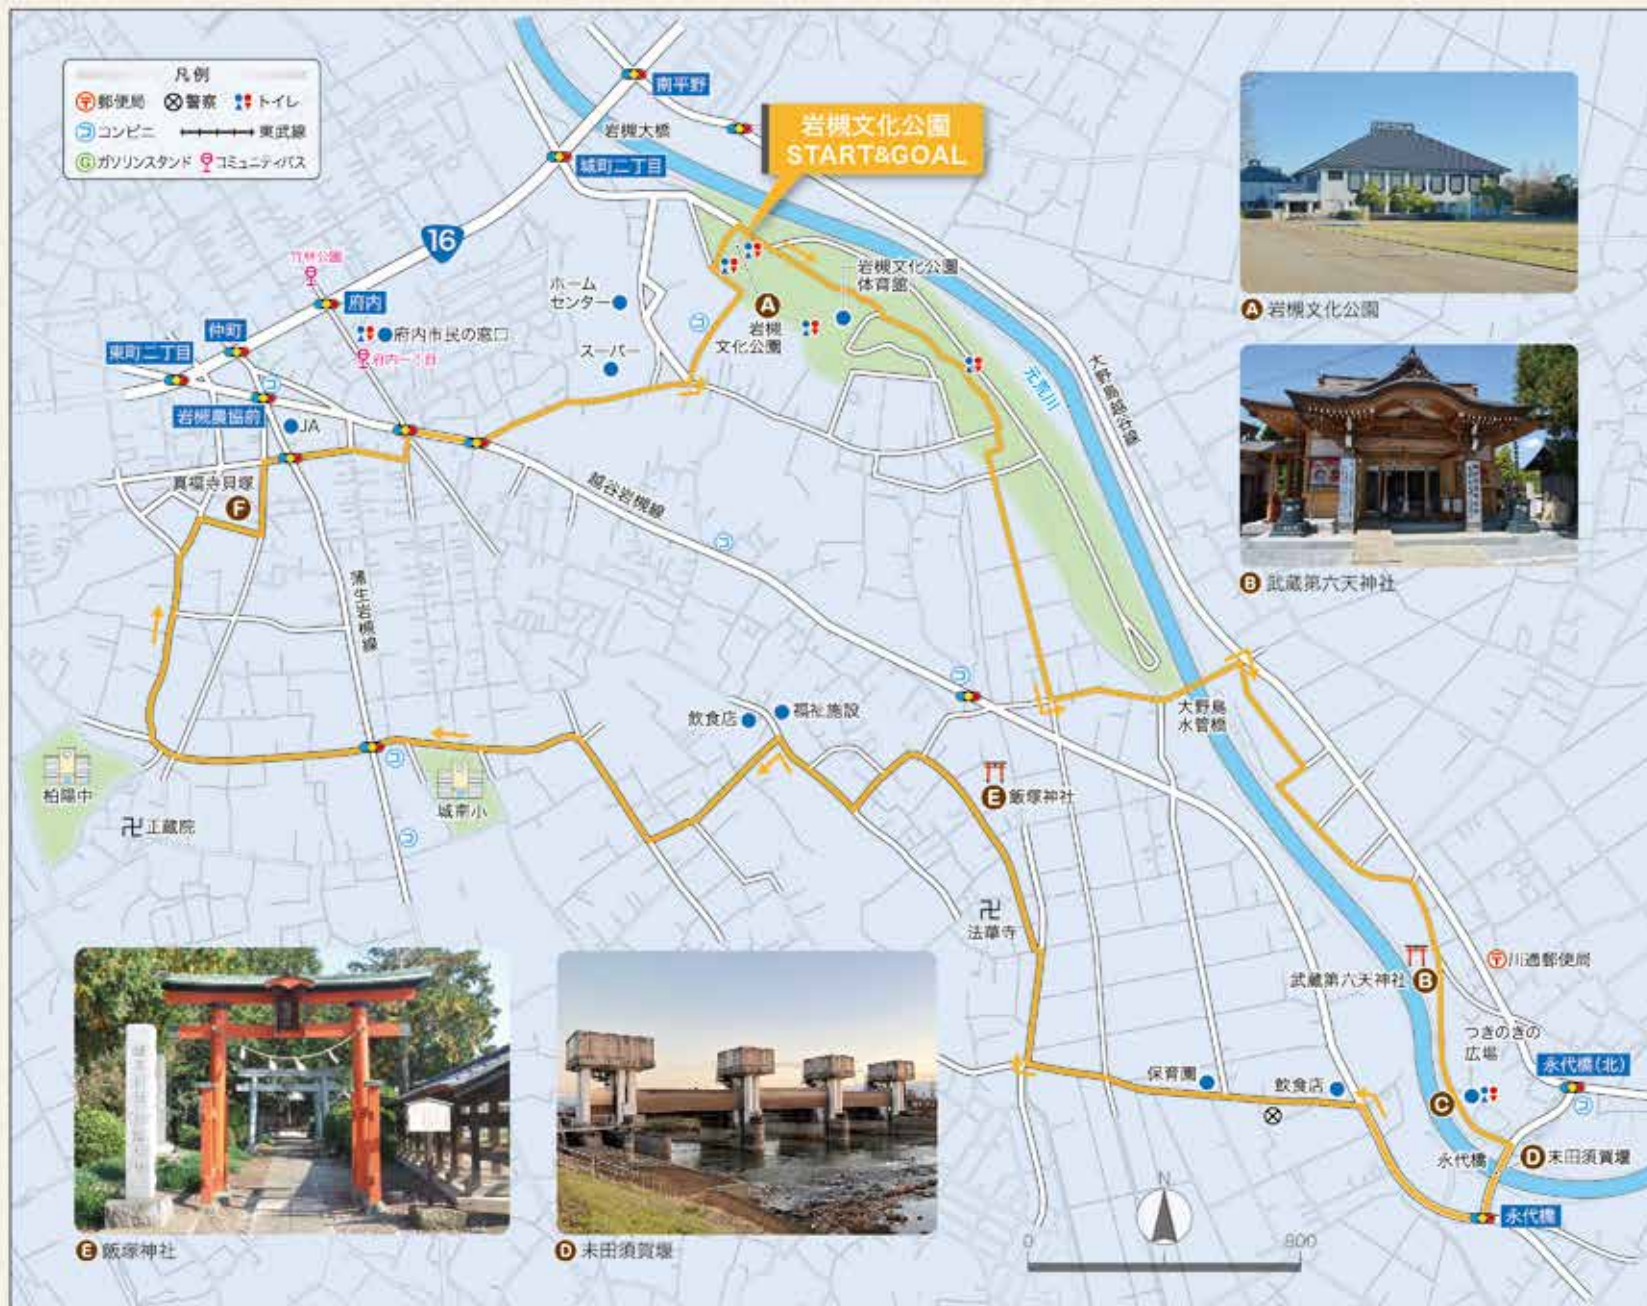 凡例
郵便局
警察
トイレ
コンビニ
東武線
G
ガソリンスタンド
コミュニティバス
南平野
岩槻大橋
城町二丁目
岩槻文化公園
START&GOAL
16
竹林公園
府内
仲町
東町二丁目
府内市民の窓口
府内一丁目
岩槻農協前
JA
ホーム
センター
スーパー
A
岩槻
文化公園
岩槻文化公園
体育館
元荒川
大野島越谷線
越谷岩槻線
蒲生岩槻線
真福寺貝塚
F
柏陽中
正蔵院
城南小
飲食店
福祉施設
大野島
水管橋
E 飯塚神社
法華寺
武蔵第六天神社
B
川通郵便局
つきのきの
広場
永代橋(北)
保育園
飲食店
C
永代橋
D 末田須賀堰
永代橋
N
0
800
A 岩槻文化公園
B 武蔵第六天神社
E 飯塚神社
D 末田須賀堰